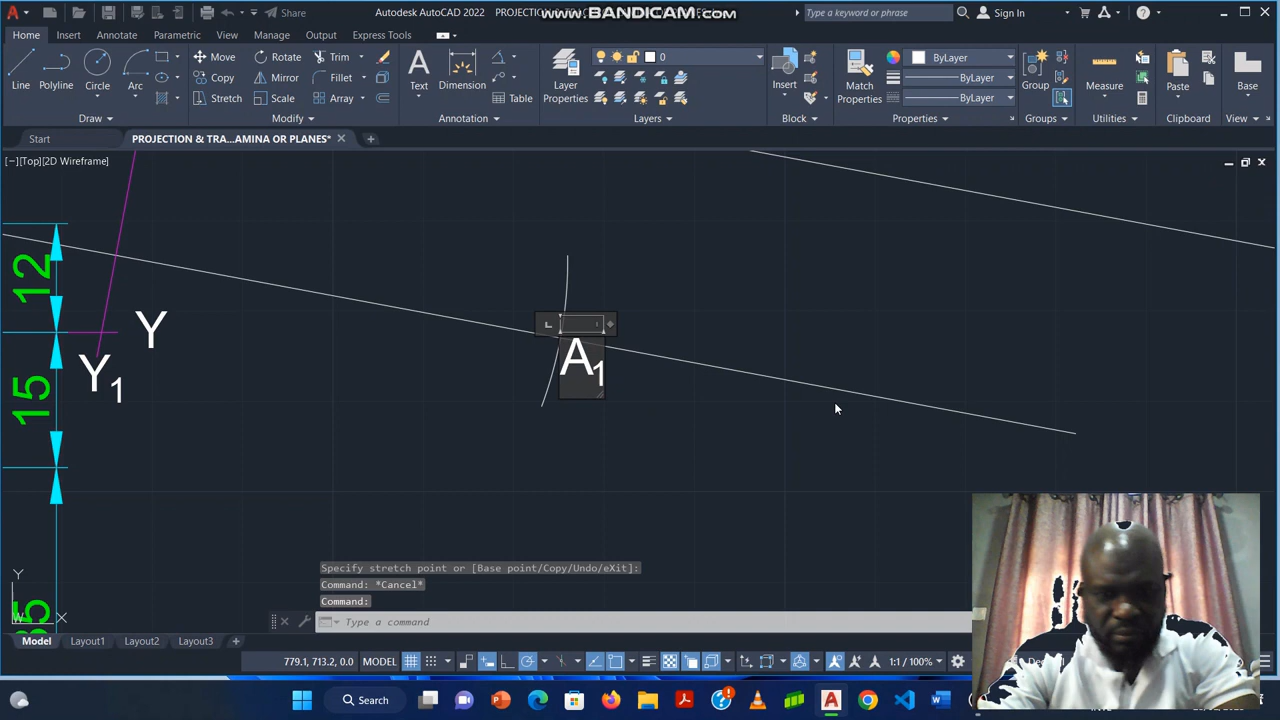 Share
Autodesk AutoCAD 2022 PROJECTION
www.BANDICAM.com
Type a keyword or phrase
Sign In
Home Insert Annotate Parametric View Manage Output Express Tools
Line Polyline Circle Arc
Move Rotate Trim
Copy Mirror Fillet
Stretch Scale Array
Text Dimension Table
Layer Properties
0
Insert
Match Properties
ByLayer
ByLayer
ByLayer
Group
Measure
Paste
Base
Draw Modify Annotation Layers Block Properties Groups Utilities Clipboard View
Start PROJECTION & TRA...AMINA OR PLANES*
[−][Top][2D Wireframe]
12
Y
Y1
A1
15
Specify stretch point or [Base point/Copy/Undo/eXit]:
Command: *Cancel*
Command:
Type a command
Y
W X
Model Layout1 Layout2 Layout3
779.1, 713.2, 0.0 MODEL 1:1 / 100%
Search